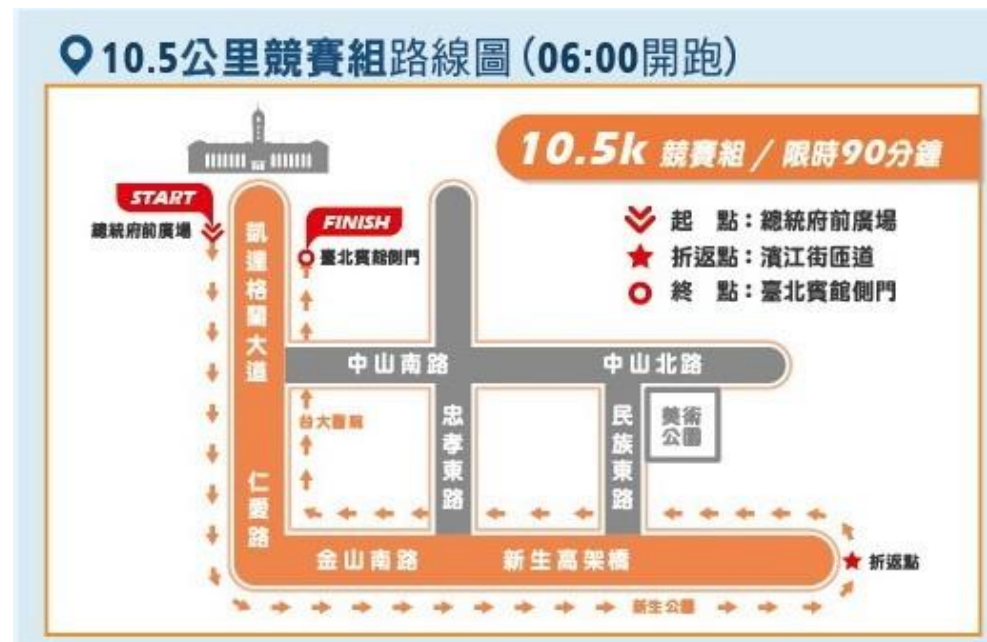 10.5公里競賽組路線圖(06:00開跑)
10.5k 競賽組 / 限時90分鐘
START
總統府前廣場
FINISH
臺北賓館側門
起 點：總統府前廣場
折返點：濱江街匝道
終 點：臺北賓館側門
凱達格蘭大道
中山南路
中山北路
台大醫院
忠孝東路
民族東路
美術
公園
仁愛路
金山南路
新生高架橋
折返點
新生公園